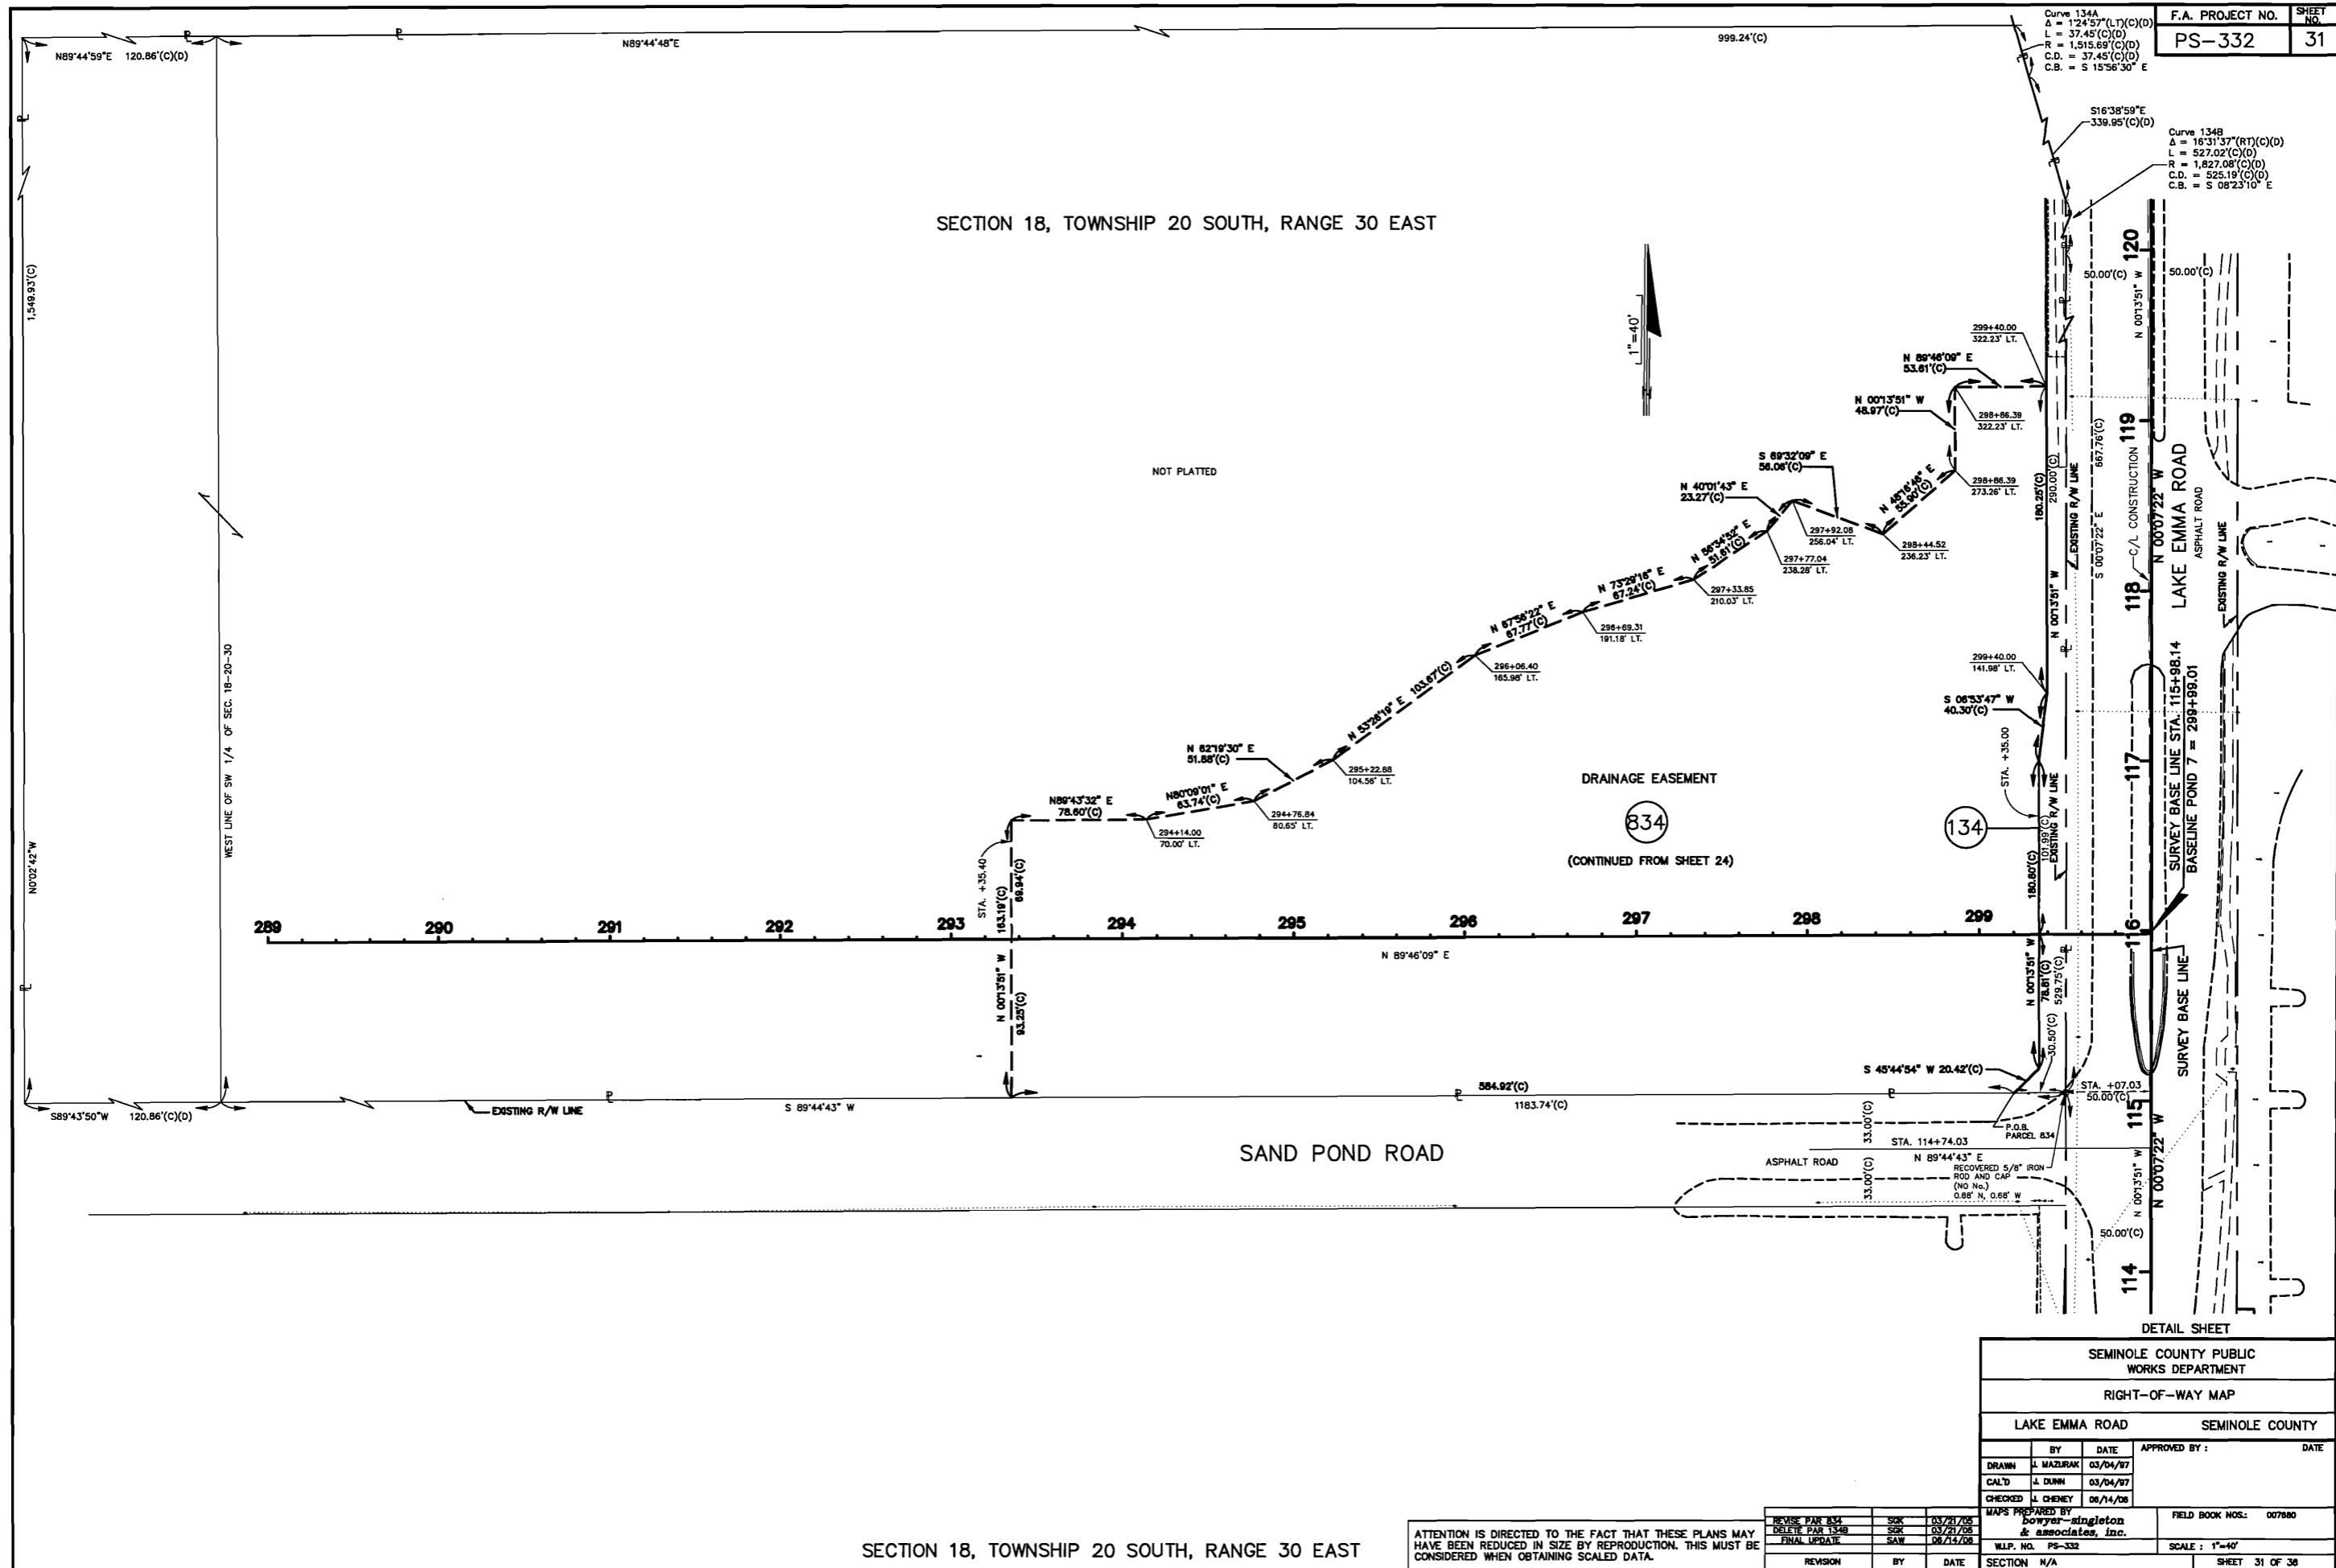 F.A. PROJECT NO.
SHEET NO.
PS-332
31
Curve 134A
Δ = 1°24'57"(LT)(C)(D)
L = 37.45'(C)(D)
R = 1,515.69'(C)(D)
C.D. = 37.45'(C)(D)
C.B. = S 15°56'30" E
N89°44'59"E 120.86'(C)(D)
N89°44'48"E
999.24'(C)
S16°38'59"E
339.95'(C)(D)
Curve 134B
Δ = 16°31'37"(RT)(C)(D)
L = 527.02'(C)(D)
R = 1,827.08'(C)(D)
C.D. = 525.19'(C)(D)
C.B. = S 08°23'10" E
SECTION 18, TOWNSHIP 20 SOUTH, RANGE 30 EAST
1"=40'
N
1,549.93'(C)
N0°02'42"W
WEST LINE OF SW 1/4 OF SEC. 18-20-30
NOT PLATTED
50.00'(C)
50.00'(C)
N 00°13'51" W
120
299+40.00
322.23' LT.
N 89°46'09" E
53.61'(C)
N 00°13'51" W
48.97'(C)
298+86.39
322.23' LT.
119
S 69°32'09" E
56.06'(C)
N 40°01'43" E
23.27'(C)
N 48°16'46" E
55.90'(C)
298+86.39
273.26' LT.
297+92.08
256.04' LT.
298+44.52
236.23' LT.
N 56°34'52" E
51.61'(C)
297+77.04
238.28' LT.
N 73°29'16" E
67.24'(C)
297+33.85
210.03' LT.
N 67°56'22" E
67.77'(C)
296+69.31
191.18' LT.
N 53°26'19" E 103.67'(C)
296+06.40
165.98' LT.
180.25'(C)
290.00'(C)
N 00°13'51" W
EXISTING R/W LINE
S 00°07'22" E
667.76'(C)
C/L CONSTRUCTION
N 00°07'22" W
LAKE EMMA ROAD
ASPHALT ROAD
EXISTING R/W LINE
118
299+40.00
141.98' LT.
S 06°53'47" W
40.30'(C)
SURVEY BASE LINE STA. 115+98.14
BASELINE POND 7 = 299+99.01
N 62°19'30" E
51.88'(C)
295+22.68
104.56' LT.
N80°09'01" E
63.74'(C)
294+76.84
80.65' LT.
N89°43'32" E
78.60'(C)
294+14.00
70.00' LT.
STA. +35.40
163.19'(C)
69.94'(C)
DRAINAGE EASEMENT
834
(CONTINUED FROM SHEET 24)
134
STA. +35.00
101.99'(C)
EXISTING R/W LINE
180.80'(C)
117
289
290
291
292
293
294
295
296
297
298
299
116
N 89°46'09" E
N 00°13'51" W
93.25'(C)
N 00°13'51" W
78.81'(C)
529.75'(C)
30.50'(C)
SURVEY BASE LINE
S 45°44'54" W 20.42'(C)
STA. +07.03
50.00'(C)
115
S89°43'50"W 120.86'(C)(D)
EXISTING R/W LINE
S 89°44'43" W
584.92'(C)
1183.74'(C)
33.00'(C)
P.O.B.
PARCEL 834
SAND POND ROAD
STA. 114+74.03
ASPHALT ROAD
N 89°44'43" E
33.00'(C)
RECOVERED 5/8" IRON
ROD AND CAP
(NO No.)
0.88' N, 0.68' W
N 00°13'51" W
N 00°07'22" W
50.00'(C)
114
DETAIL SHEET
SEMINOLE COUNTY PUBLIC
WORKS DEPARTMENT
RIGHT-OF-WAY MAP
LAKE EMMA ROAD SEMINOLE COUNTY
BY DATE APPROVED BY : DATE
DRAWN J. MAZURAK 03/04/97
CAL'D J. DUNN 03/04/97
CHECKED J. CHENEY 06/14/06
MAPS PREPARED BY
bowyer-singleton
& associates, inc.
FIELD BOOK NOS.: 007680
W.I.P. NO. PS-332
SCALE : 1"=40'
SECTION N/A
SHEET 31 OF 36
REVISE PAR 834 SGK 03/21/05
DELETE PAR 134B SGK 03/21/05
FINAL UPDATE SAW 06/14/06
REVISION BY DATE
ATTENTION IS DIRECTED TO THE FACT THAT THESE PLANS MAY
HAVE BEEN REDUCED IN SIZE BY REPRODUCTION. THIS MUST BE
CONSIDERED WHEN OBTAINING SCALED DATA.
SECTION 18, TOWNSHIP 20 SOUTH, RANGE 30 EAST